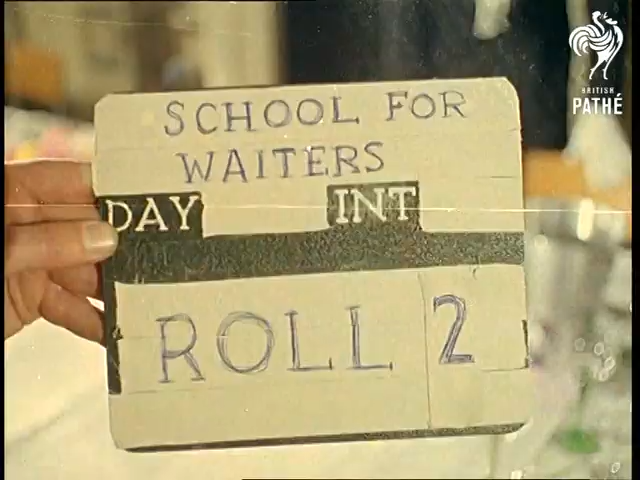 SCHOOL FOR
WAITERS
DAY INT
ROLL 2
BRITISH
PATHÉ